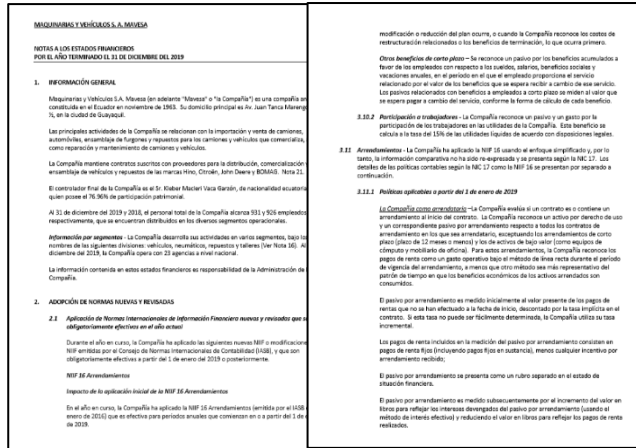 MAQUINARIAS Y VEHÍCULOS S. A. MAVESA
NOTAS A LOS ESTADOS FINANCIEROS
POR EL AÑO TERMINADO EL 31 DE DICIEMBRE DEL 2019
1. INFORMACIÓN GENERAL
Maquinarias y Vehículos S.A. Mavesa (en adelante "Mavesa" o "la Compañía") es una compañía an
constituida en el Ecuador en noviembre de 1963. Su domicilio principal es Av. Juan Tanca Mareng
½, en la ciudad de Guayaquil.
Las principales actividades de la Compañía se relacionan con la importación y venta de camiones,
automóviles, ensamblaje de furgones y repuestos para los camiones y vehículos que comercializa,
como reparación y mantenimiento de camiones y vehículos.
La Compañía mantiene contratos suscritos con proveedores para la distribución, comercialización
ensamblaje de vehículos y repuestos de las marcas Hino, Citroën, John Deere y BOMAG. Nota 21.
El controlador final de la Compañía es el Sr. Klaber Maclerl Vaca Garzón, de nacionalidad ecuatoria
quien posee el 76.96% de participación patrimonial.
Al 31 de diciembre del 2019 y 2018, el personal total de la Compañía alcanza 931 y 926 empleados
respectivamente, que se encuentran distribuidos en los diversos segmentos operacionales.
Información por segmentos - La Compañía desarrolla sus actividades en varios segmentos, bajo los
nombres de las siguientes divisiones: vehículos, neumáticos, repuestos y talleres (Ver Nota 16). Al
diciembre del 2019, la Compañía opera con 23 agencias a nivel nacional.
La información contenida en estos estados financieros es responsabilidad de la Administración de
Compañía.
2. ADOPCIÓN DE NORMAS NUEVAS Y REVISADAS
2.1 Aplicación de Normas Internacionales de Información Financiera nuevas y revisadas que s
obligatoriamente efectivas en el año actual
Durante el año en curso, la Compañía ha aplicado las siguientes nuevas NIIF o modificacione
NIIF emitidas por el Consejo de Normas Internacionales de Contabilidad (IASB), y que son
obligatoriamente efectivas a partir del 1 de enero del 2019 o posteriormente.
NIIF 16 Arrendamientos
Impacto de la aplicación inicial de la NIIF 16 Arrendamientos
En el año en curso, la Compañía ha aplicado la NIIF 16 Arrendamientos (emitida por el IASB
enero de 2016) que es efectiva para períodos anuales que comienzan en o a partir del 1 de e
de 2019.
modificación o reducción del plan ocurre, o cuando la Compañía reconoce los costos de
restructuración relacionados o los beneficios de terminación, lo que ocurra primero.
Otros beneficios de corto plazo – Se reconoce un pasivo por los beneficios acumulados a
favor de los empleados con respecto a los sueldos, salarios, beneficios sociales y
vacaciones anuales, en el período en el que el empleado proporciona el servicio
relacionado por el valor de los beneficios que se espera recibir a cambio de ese servicio.
Los pasivos relacionados con beneficios a empleados a corto plazo se miden al valor que
se espera pagar a cambio del servicio, conforme la forma de cálculo de cada beneficio.
3.10.2 Participación a trabajadores - La Compañía reconoce un pasivo y un gasto por la
participación de los trabajadores en las utilidades de la Compañía. Este beneficio se
calcula a la tasa del 15% de las utilidades líquidas de acuerdo con disposiciones legales.
3.11 Arrendamientos - La Compañía ha aplicado la NIIF 16 usando el enfoque simplificado y, por lo
tanto, la información comparativa no ha sido re-expresada y se presenta según la NIC 17. Los
detalles de las políticas contables según la NIC 17 como la NIIF 16 se presentan por separado a
continuación.
3.11.1 Políticas aplicables a partir del 1 de enero de 2019
La Compañía como arrendatario –La Compañía evalúa si un contrato es o contiene un
arrendamiento al inicio del contrato. La Compañía reconoce un activo por derecho de uso
y un correspondiente pasivo por arrendamiento respecto a todos los contratos de
arrendamiento en los que sea arrendatario, exceptuando los arrendamientos de corto
plazo (plazo de 12 meses o menos) y los de activos de bajo valor (como equipos de
cómputo y mobiliario de oficina). Para estos arrendamientos, la Compañía reconoce los
pagos de renta como un gasto operativo bajo el método de línea recta durante el período
de vigencia del arrendamiento, a menos que otro método sea más representativo del
patrón de tiempo en que los beneficios económicos de los activos arrendados son
consumidos.
El pasivo por arrendamiento es medido inicialmente al valor presente de los pagos de
rentas que no se han efectuado a la fecha de inicio, descontado por la tasa implícita en el
contrato. Si esta tasa no puede ser fácilmente determinada, la Compañía utiliza su tasa
incremental.
Los pagos de renta incluidos en la medición del pasivo por arrendamiento consisten en
pagos de renta fijos (incluyendo pagos fijos en sustancia), menos cualquier incentivo por
arrendamiento recibido;
El pasivo por arrendamiento se presenta como un rubro separado en el estado de
situación financiera.
El pasivo por arrendamiento es medido subsecuentemente por el incremento del valor en
libros para reflejar los intereses devengados del pasivo por arrendamiento (usando el
método de interés efectivo) y reduciendo el valor en libros para reflejar los pagos de renta
realizados.